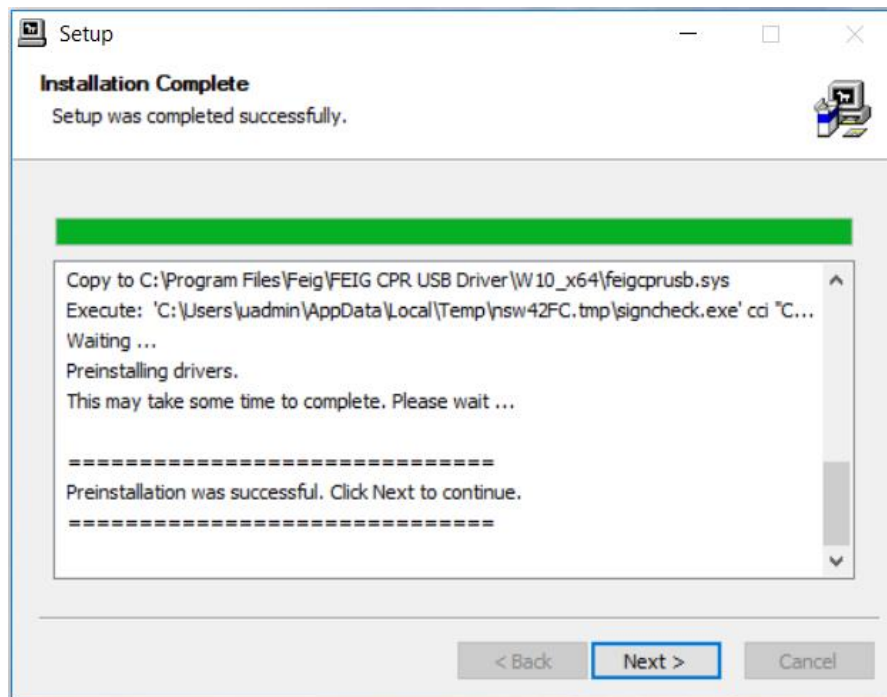 Setup
Installation Complete
Setup was completed successfully.
Copy to C:\Program Files\Feig\FEIG CPR USB Driver\W10_x64\feigcprusb.sys
Execute: 'C:\Users\uadmin\AppData\Local\Temp\nsw42FC.tmp\signcheck.exe' cci "C...
Waiting ...
Preinstalling drivers.
This may take some time to complete. Please wait ...
================================
Preinstallation was successful. Click Next to continue.
================================
< Back Next > Cancel